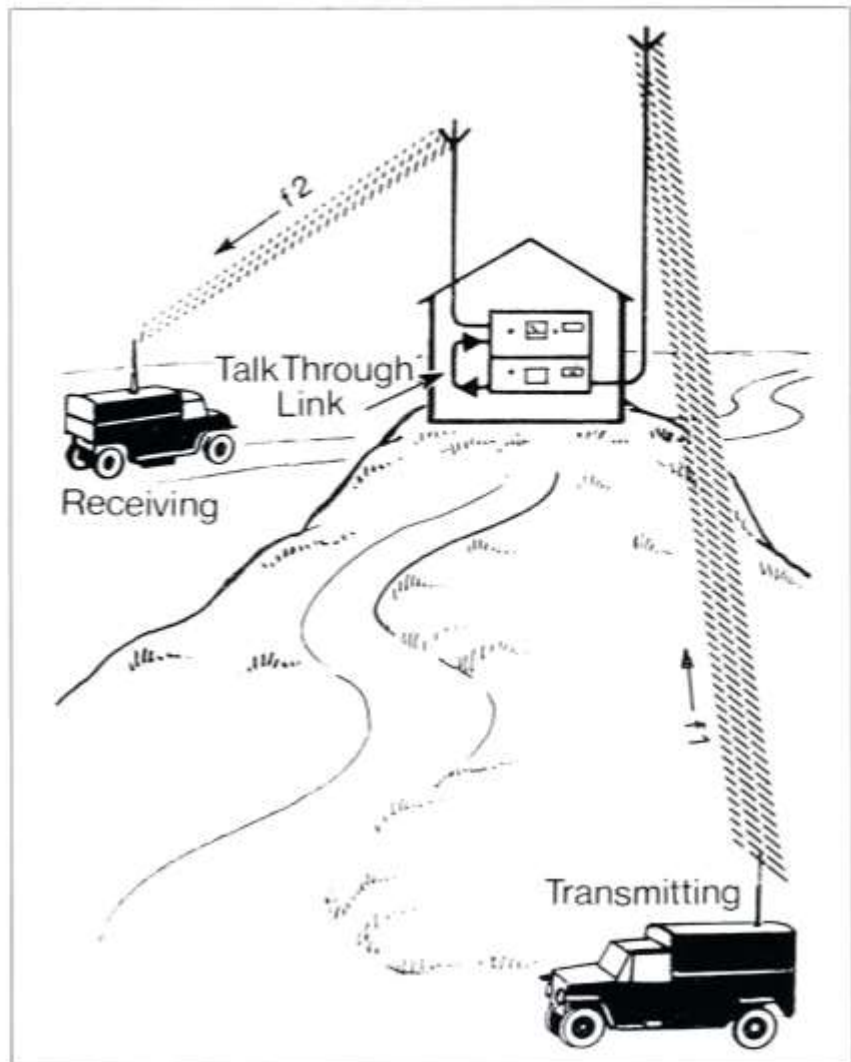 f2
Talk Through
Link
Receiving
f1
Transmitting